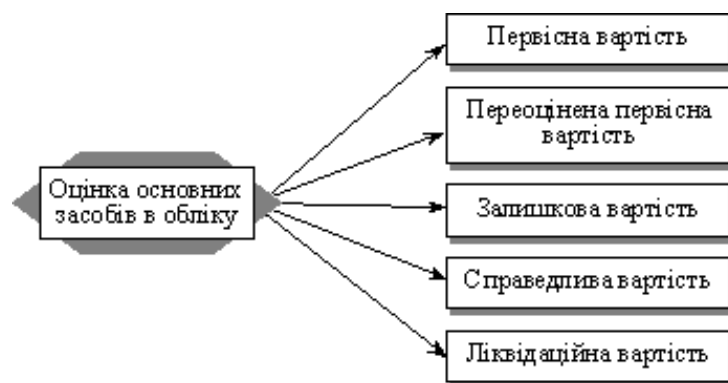 Оцінка основних
засобів в обліку
Первісна вартість
Переоцінена первісна
вартість
Залишкова вартість
Справедлива вартість
Ліквідаційна вартість